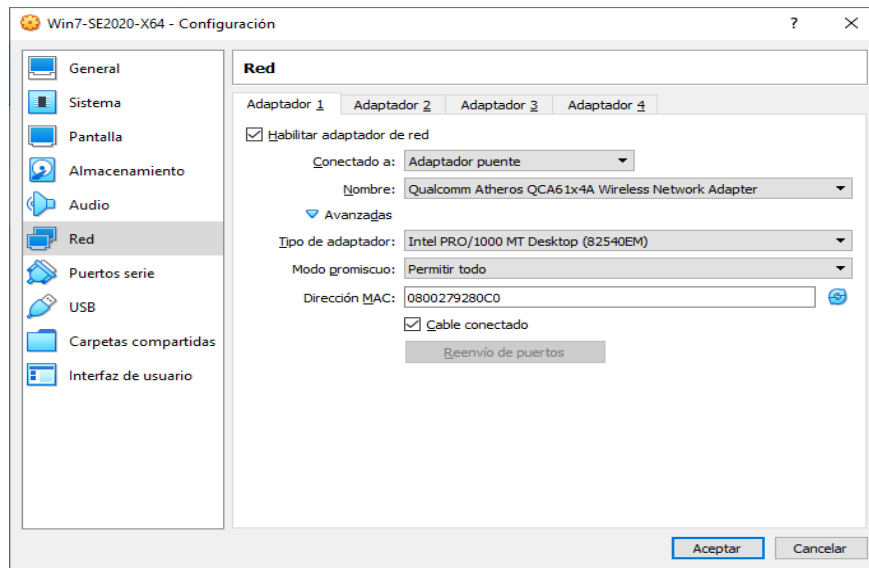 Win7-SE2020-X64 - Configuración ?
General
Sistema
Pantalla
Almacenamiento
Audio
Red
Puertos serie
USB
Carpetas compartidas
Interfaz de usuario
Red
Adaptador 1 Adaptador 2 Adaptador 3 Adaptador 4
Habilitar adaptador de red
Conectado a: Adaptador puente
Nombre: Qualcomm Atheros QCA61x4A Wireless Network Adapter
Avanzadas
Tipo de adaptador: Intel PRO/1000 MT Desktop (82540EM)
Modo promiscuo: Permitir todo
Dirección MAC: 0800279280C0
Cable conectado
Reenvío de puertos
Aceptar Cancelar